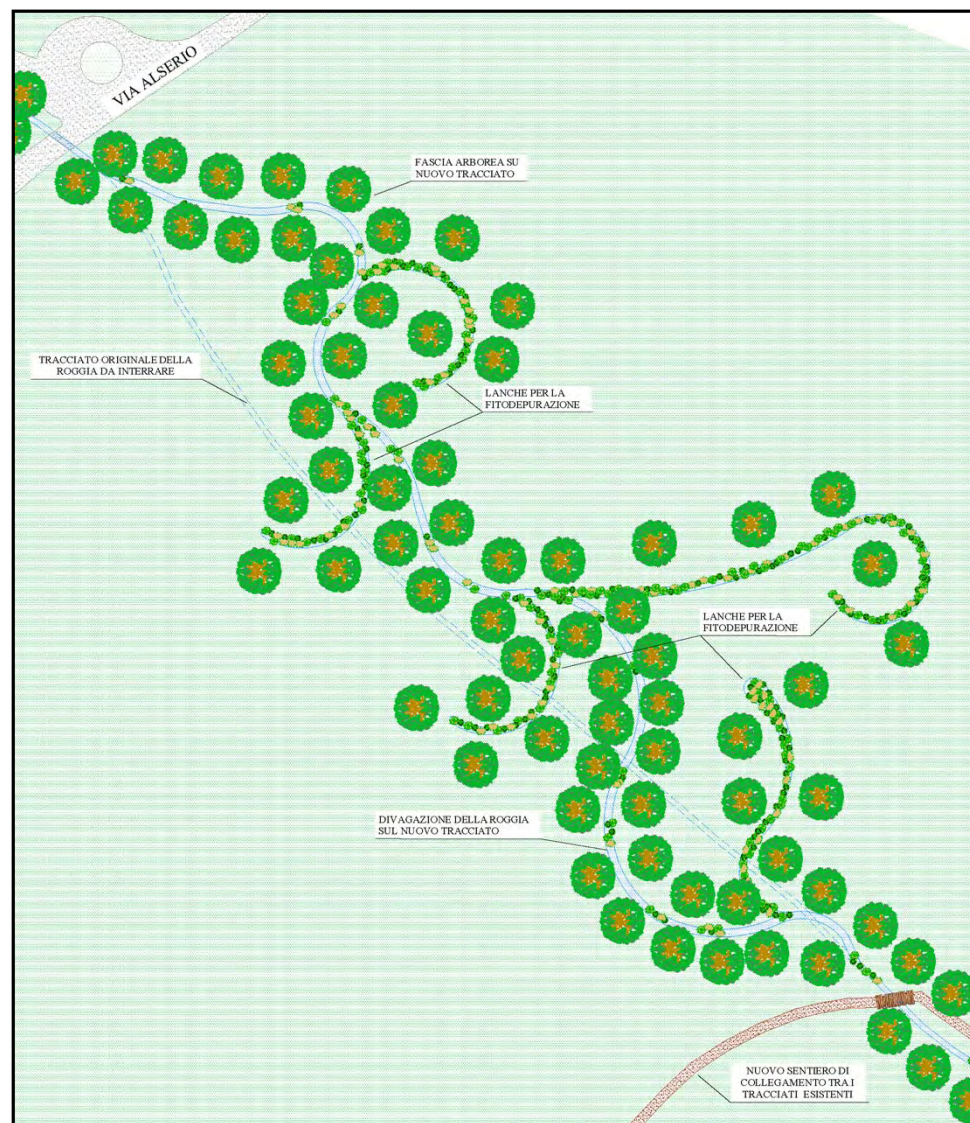 VIA ALSERIO
FASCIA ARBOREA SU
NUOVO TRACCIATO
TRACCIATO ORIGINALE DELLA
ROGGIA DA INTERRARE
LANCHE PER LA
FITODEPURAZIONE
LANCHE PER LA
FITODEPURAZIONE
DIVAGAZIONE DELLA ROGGIA
SUL NUOVO TRACCIATO
NUOVO SENTIERO DI
COLLEGAMENTO TRA I
TRACCIATI ESISTENTI